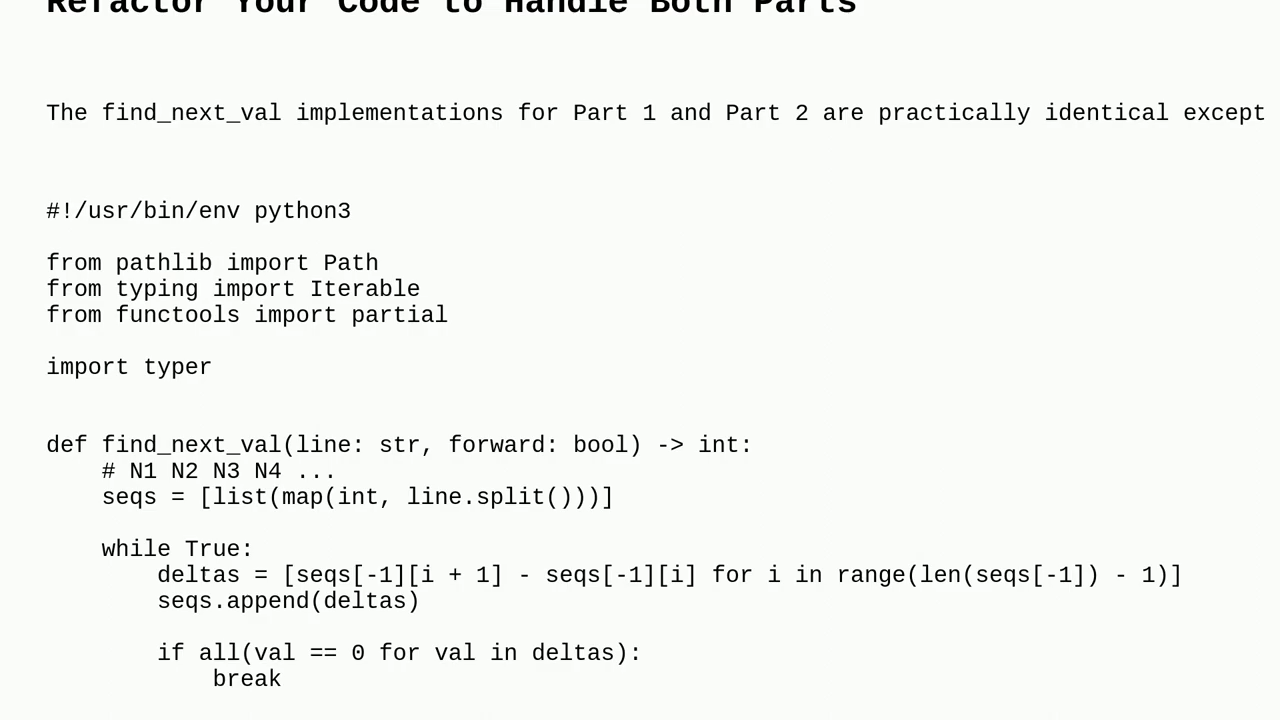 Refactor Your Code to Handle Both Parts
The find_next_val implementations for Part 1 and Part 2 are practically identical except
#!/usr/bin/env python3
from pathlib import Path
from typing import Iterable
from functools import partial
import typer
def find_next_val(line: str, forward: bool) -> int:
    # N1 N2 N3 N4 ...
    seqs = [list(map(int, line.split()))]
    while True:
        deltas = [seqs[-1][i + 1] - seqs[-1][i] for i in range(len(seqs[-1]) - 1)]
        seqs.append(deltas)
        if all(val == 0 for val in deltas):
            break